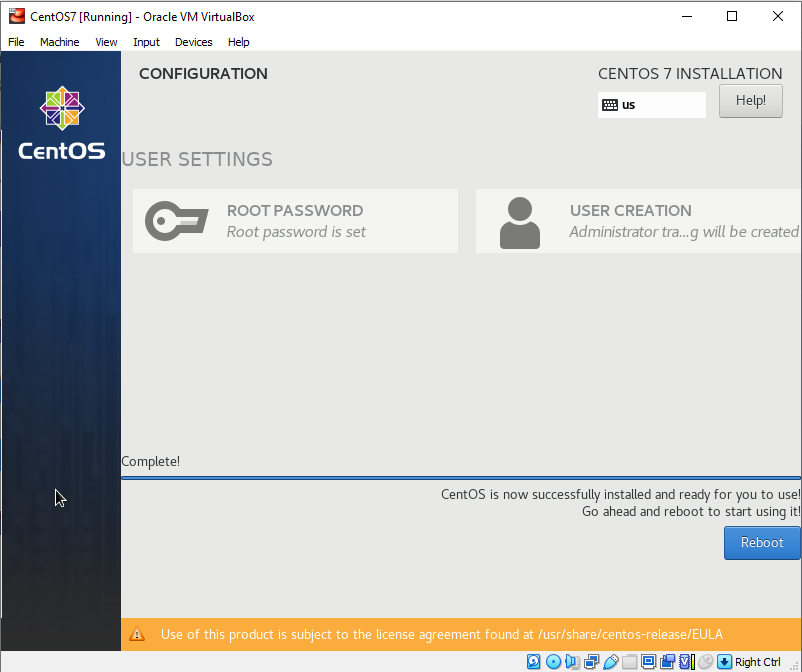 CentOS7 [Running] - Oracle VM VirtualBox
File Machine View Input Devices Help
CentOS
CONFIGURATION
CENTOS 7 INSTALLATION
us
Help!
USER SETTINGS
ROOT PASSWORD
Root password is set
USER CREATION
Administrator tra...g will be created
Complete!
CentOS is now successfully installed and ready for you to use!
Go ahead and reboot to start using it!
Reboot
Use of this product is subject to the license agreement found at /usr/share/centos-release/EULA
Right Ctrl